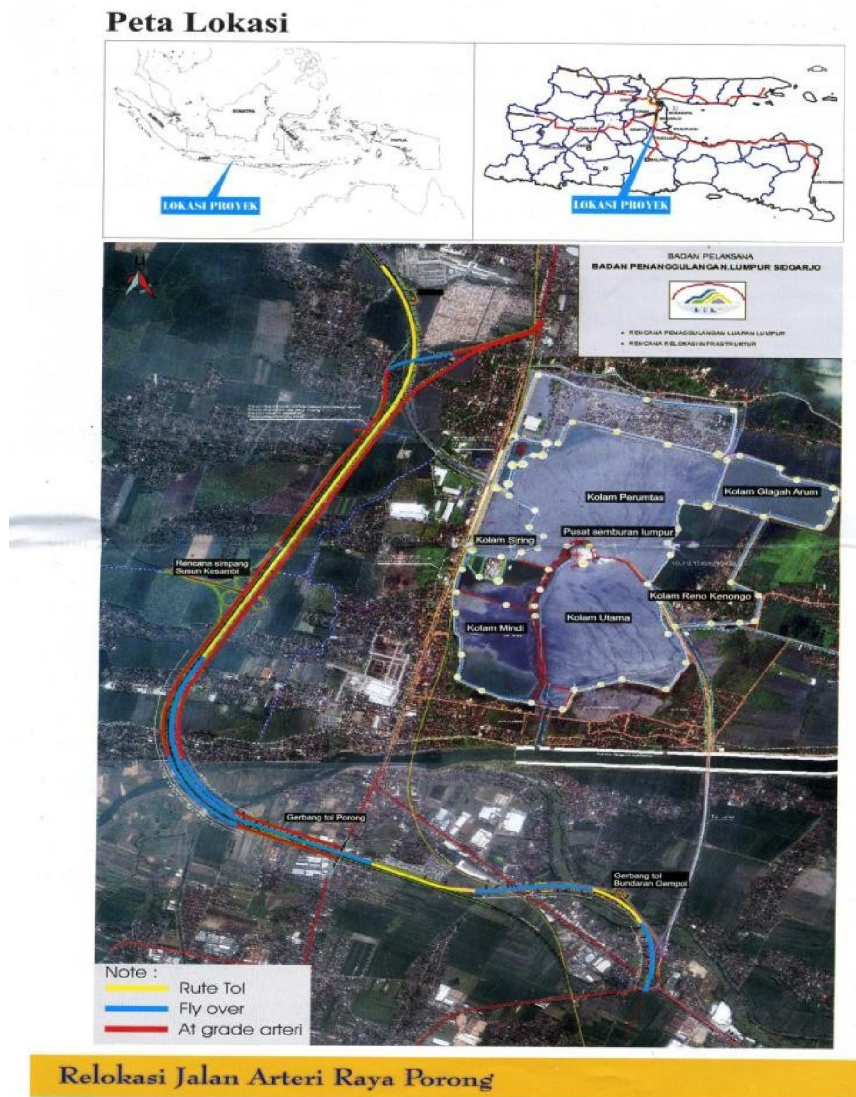 Peta Lokasi
SUMATRA
LOKASI PROYEK
LOKASI PROYEK
BADAN PELAKSANA
BADAN PENANGGULANGAN LUMPUR SIDOARJO
RENCANA PENAGGULANGAN LUAPAN LUMPUR
RENCANA RELOKASI INFRASTRUKTUR
Kolam Perumtas
Kolam Glagah Arum
Pusat semburan lumpur
Kolam Siring
Rencana simpang
Susun Kesambi
Kolam Reno Kenongo
Kolam Mindi
Kolam Utama
Gerbang tol Porong
Gerbang tol
Bundaran Gempol
Note :
Rute Tol
Fly over
At grade arteri
Relokasi Jalan Arteri Raya Porong